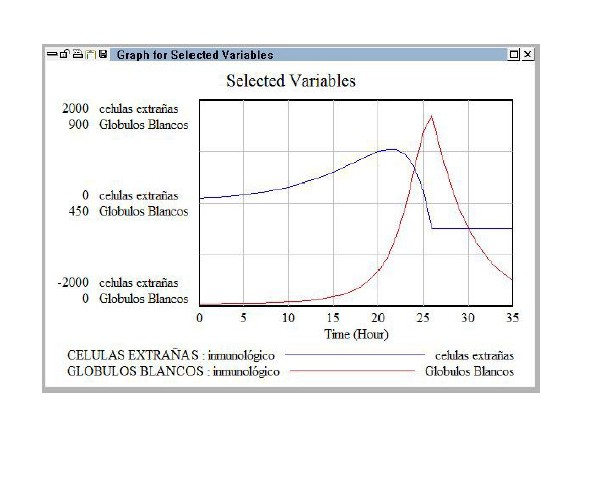 Graph for Selected Variables
Selected Variables
2000 celulas extrañas
900 Globulos Blancos
0 celulas extrañas
450 Globulos Blancos
-2000 celulas extrañas
0 Globulos Blancos
0 5 10 15 20 25 30 35
Time (Hour)
CELULAS EXTRAÑAS : inmunológico celulas extrañas
GLOBULOS BLANCOS : inmunológico Globulos Blancos